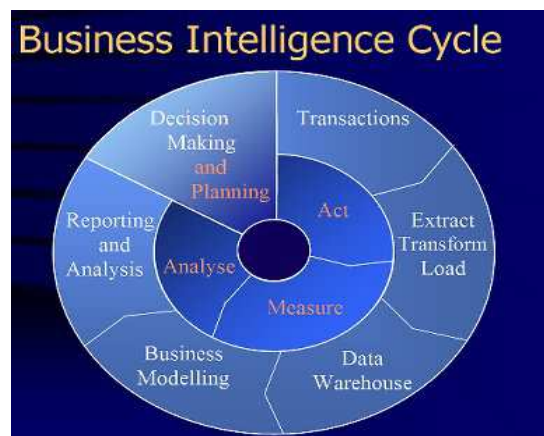 Business Intelligence Cycle
Decision
Making
and
Planning
Transactions
Act
Extract
Transform
Load
Reporting
and
Analysis
Analyse
Measure
Business
Modelling
Data
Warehouse